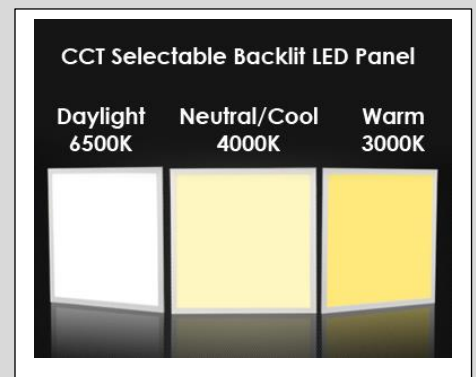 CCT Selectable Backlit LED Panel
Daylight Neutral/Cool Warm
6500K 4000K 3000K